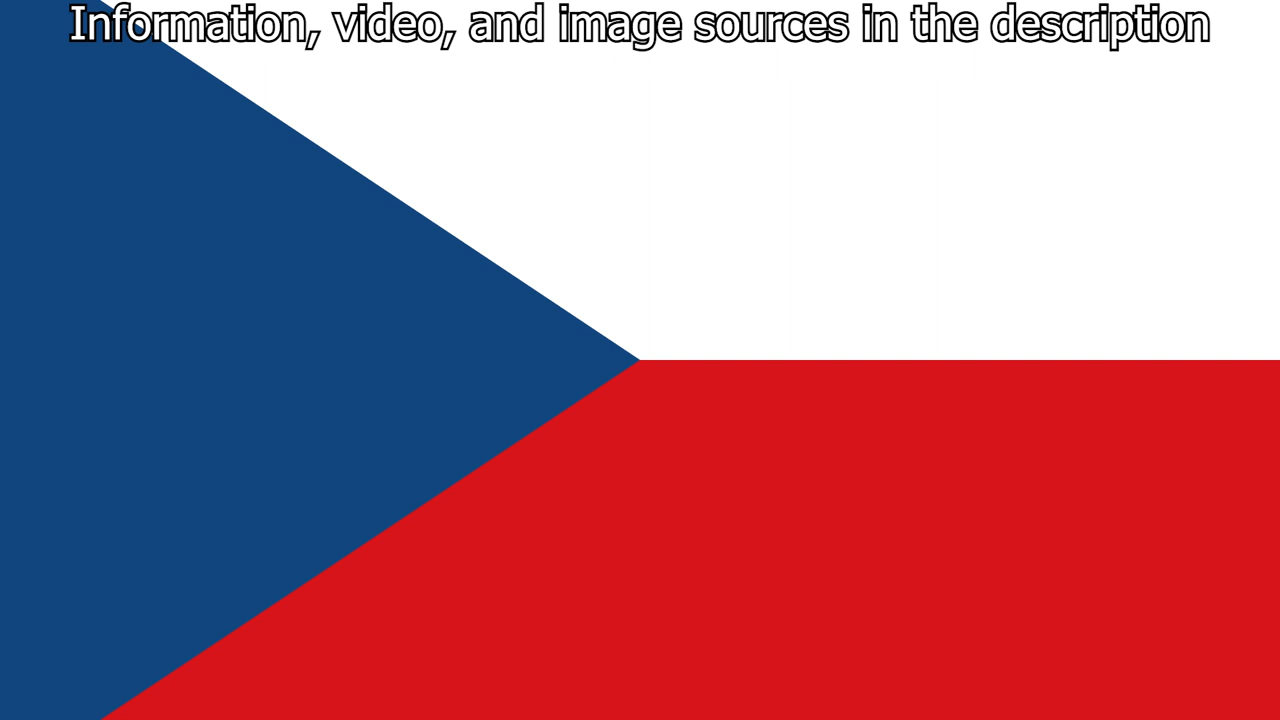 Information, video, and image sources in the description